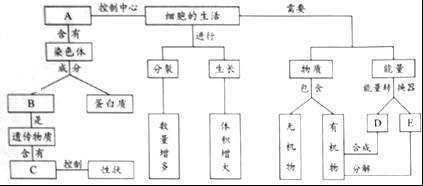 A 控制中心 细胞的生活 需要
含有 进行
染色体 分裂 生长 物质 能量
成分 包含 能量转换器
B 蛋白质 D E
是 数量增多 体积增大 无机物 有机物
遗传物质 合成
含有 分解
C 控制 性状